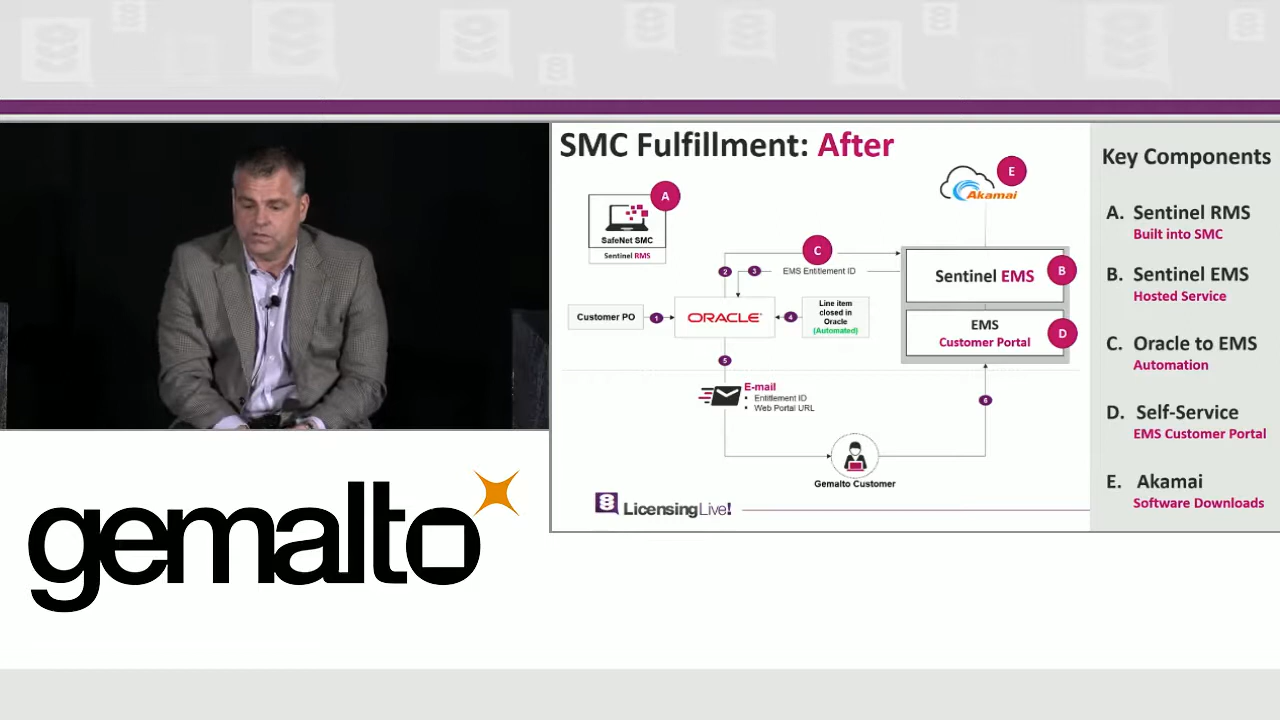 SMC Fulfillment: After
A
SafeNet SMC
Sentinel RMS
E
Akamai
C
2
3
EMS Entitlement ID
Sentinel EMS
B
Customer PO
1
ORACLE
4
Line item
closed in
Oracle
(Automated)
EMS
Customer Portal
D
5
E-mail
• Entitlement ID
• Web Portal URL
6
Gemalto Customer
LicensingLive!
Key Components
A. Sentinel RMS
Built into SMC
B. Sentinel EMS
Hosted Service
C. Oracle to EMS
Automation
D. Self-Service
EMS Customer Portal
E. Akamai
Software Downloads
gemalto